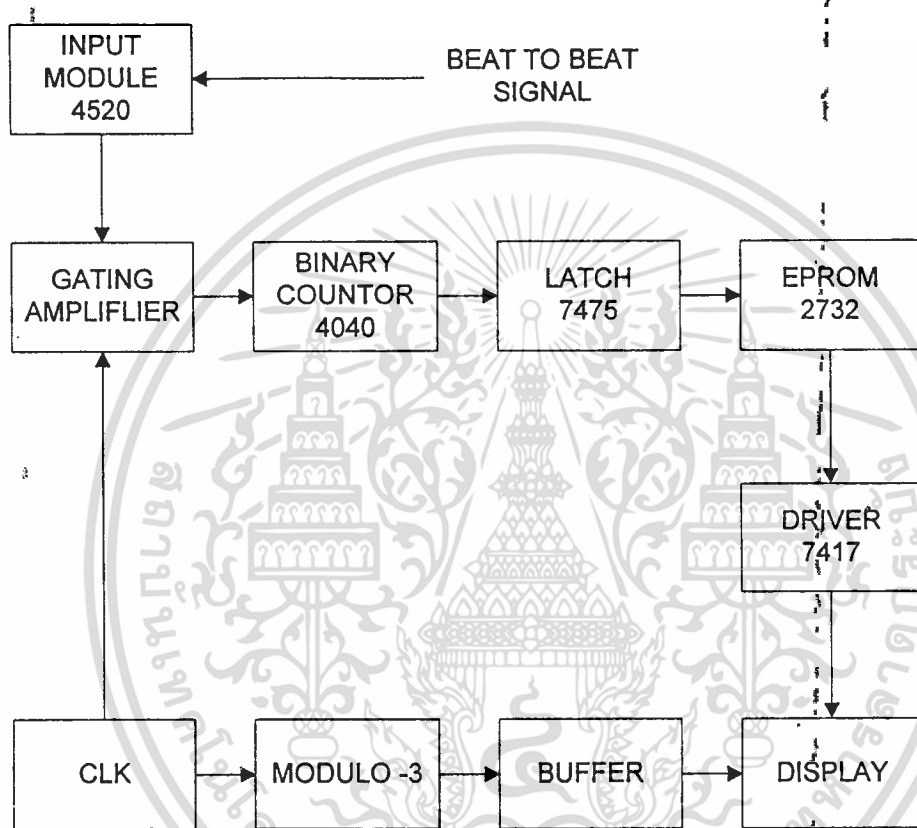 INPUT
MODULE
4520
BEAT TO BEAT
SIGNAL
GATING
AMPLIFLIER
BINARY
COUNTOR
4040
LATCH
7475
EPROM
2732
DRIVER
7417
CLK
MODULO -3
BUFFER
DISPLAY